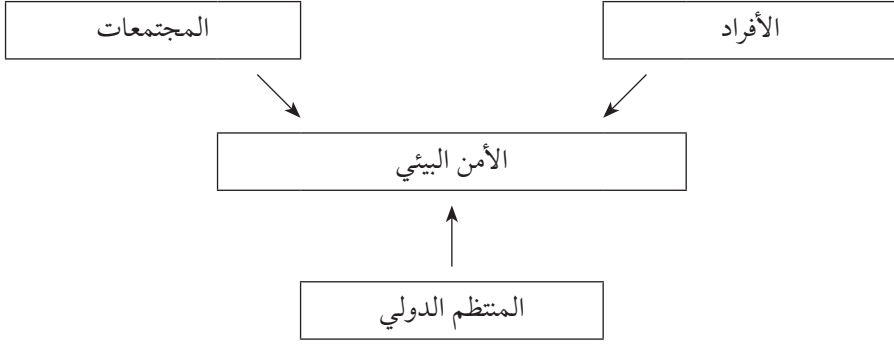 الأفراد
المجتمعات
الأمن البيئي
المنتظم الدولي